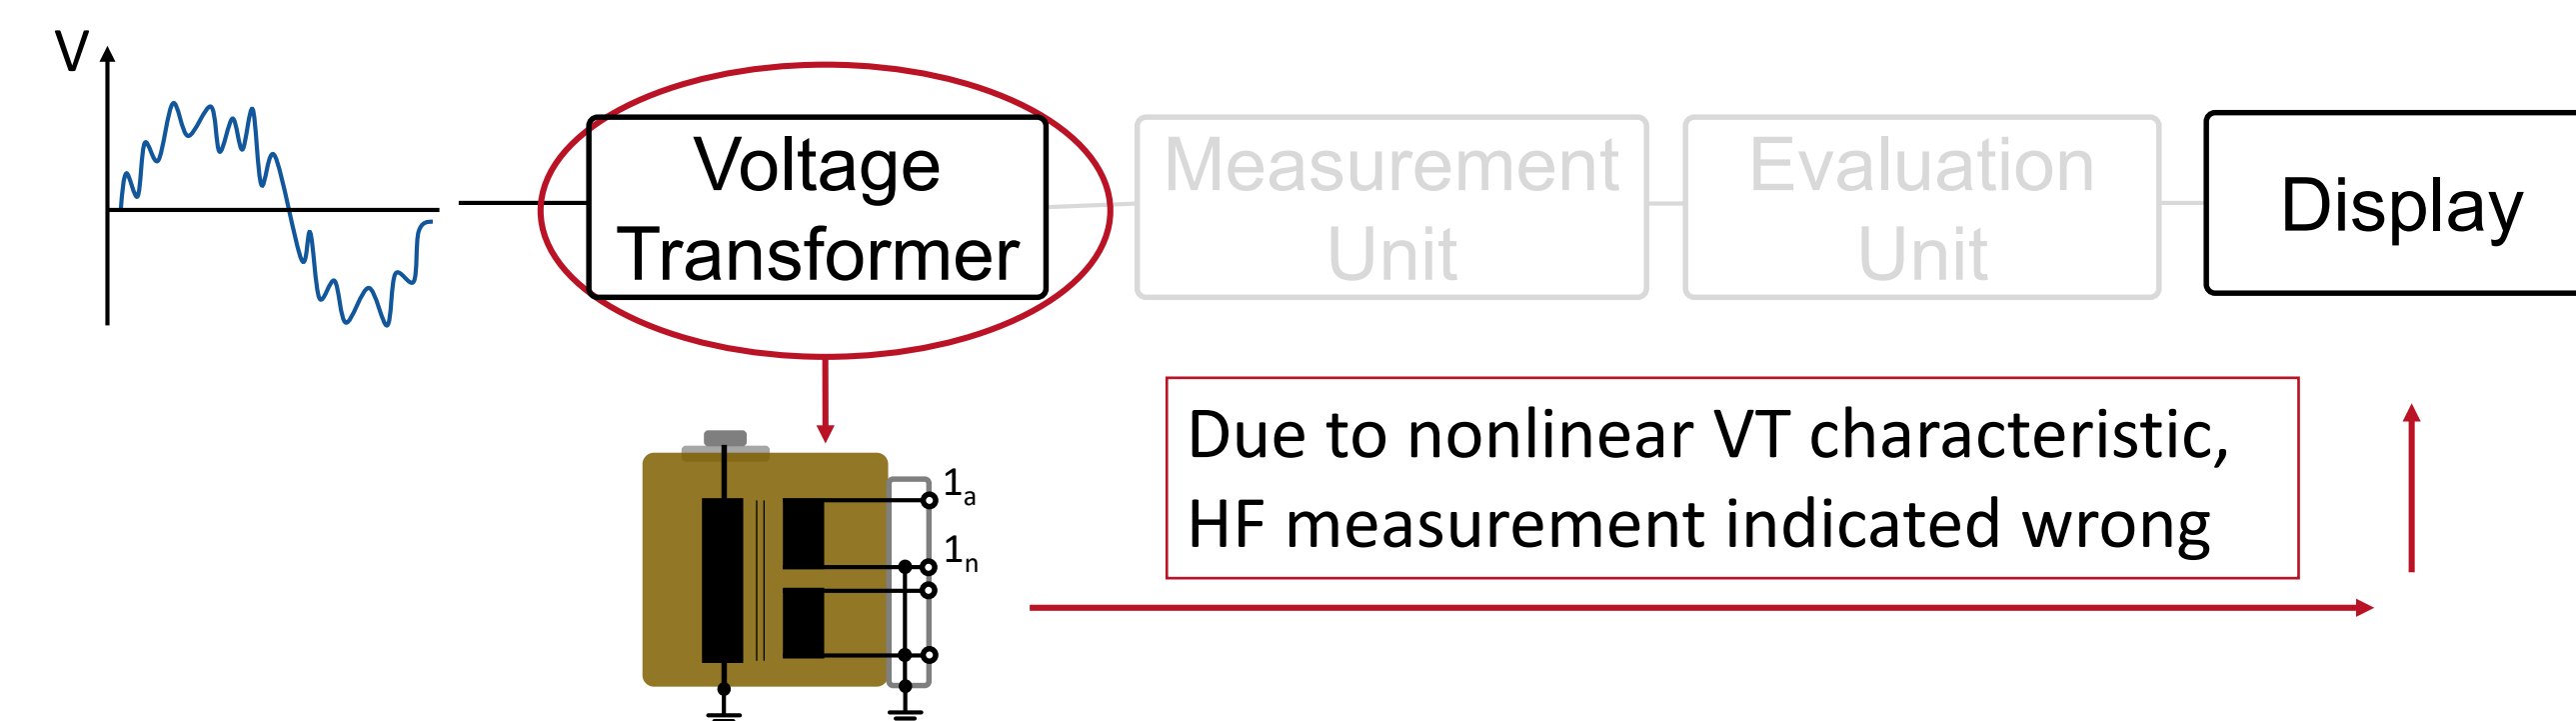 V
Voltage
Transformer
Measurement
Unit
Evaluation
Unit
Display
1a
1n
Due to nonlinear VT characteristic,
HF measurement indicated wrong